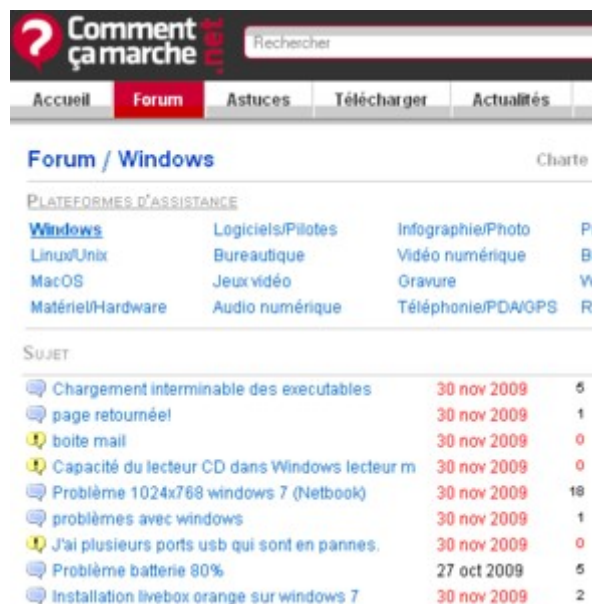 Comment
ça marche
.net
Rechercher
Accueil Forum Astuces Télécharger Actualités
Forum / Windows Charte
PLATEFORMES D'ASSISTANCE
Windows Logiciels/Pilotes Infographie/Photo P
Linux/Unix Bureautique Vidéo numérique B
MacOS Jeux vidéo Gravure W
Matériel/Hardware Audio numérique Téléphonie/PDA/GPS R
SUJET
Chargement interminable des executables 30 nov 2009 5
page retournée! 30 nov 2009 1
boite mail 30 nov 2009 0
Capacité du lecteur CD dans Windows lecteur m 30 nov 2009 0
Problème 1024x768 windows 7 (Netbook) 30 nov 2009 18
problèmes avec windows 30 nov 2009 1
J'ai plusieurs ports usb qui sont en pannes. 30 nov 2009 0
Problème batterie 80% 27 oct 2009 5
Installation livebox orange sur windows 7 30 nov 2009 2